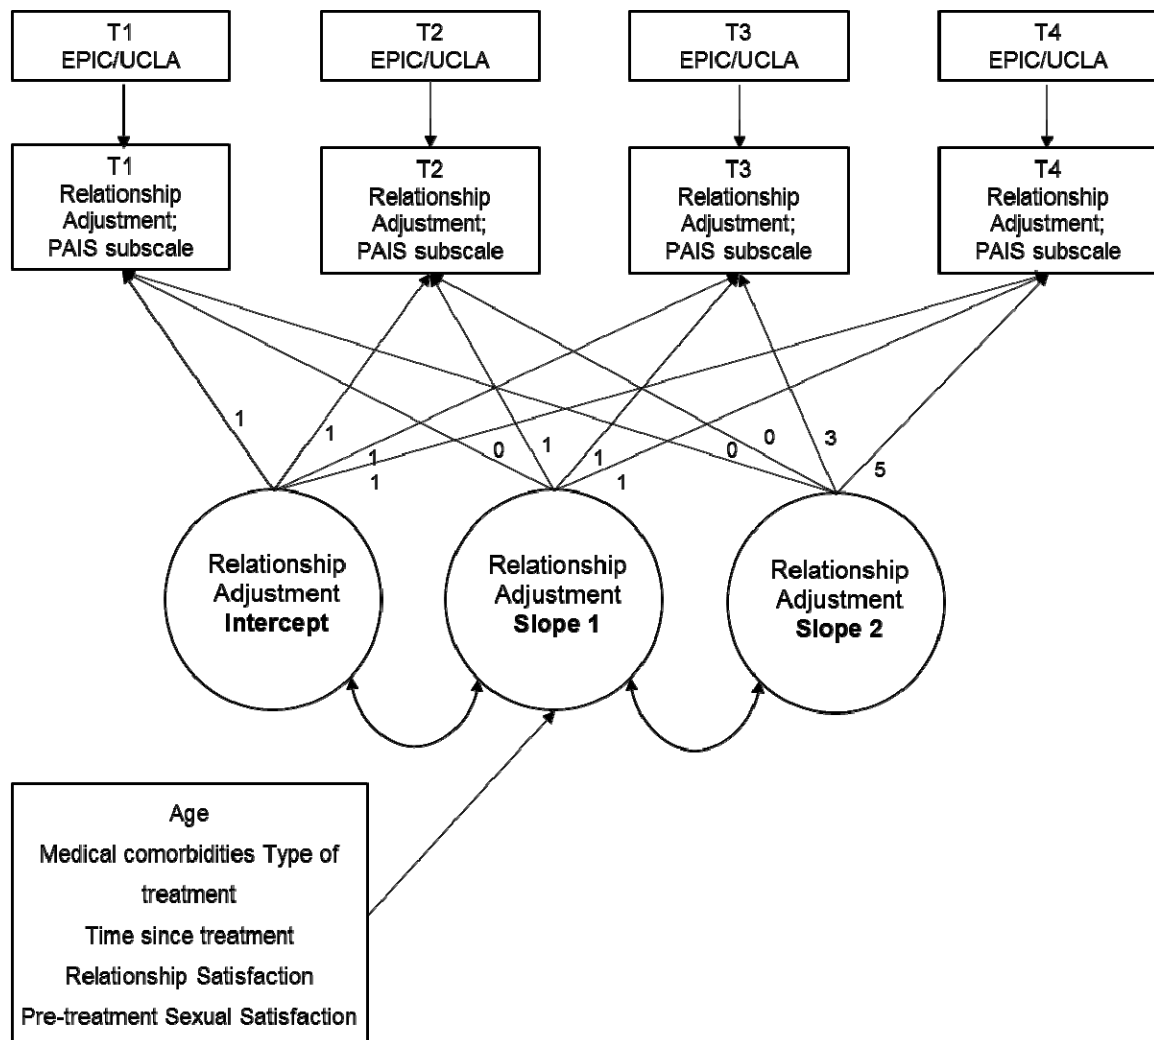 T1
EPIC/UCLA
T2
EPIC/UCLA
T3
EPIC/UCLA
T4
EPIC/UCLA
T1
Relationship
Adjustment;
PAIS subscale
T2
Relationship
Adjustment;
PAIS subscale
T3
Relationship
Adjustment;
PAIS subscale
T4
Relationship
Adjustment;
PAIS subscale
1
1
1
1
0
1
1
1
0
0
3
5
Relationship
Adjustment
Intercept
Relationship
Adjustment
Slope 1
Relationship
Adjustment
Slope 2
Age
Medical comorbidities Type of
treatment
Time since treatment
Relationship Satisfaction
Pre-treatment Sexual Satisfaction